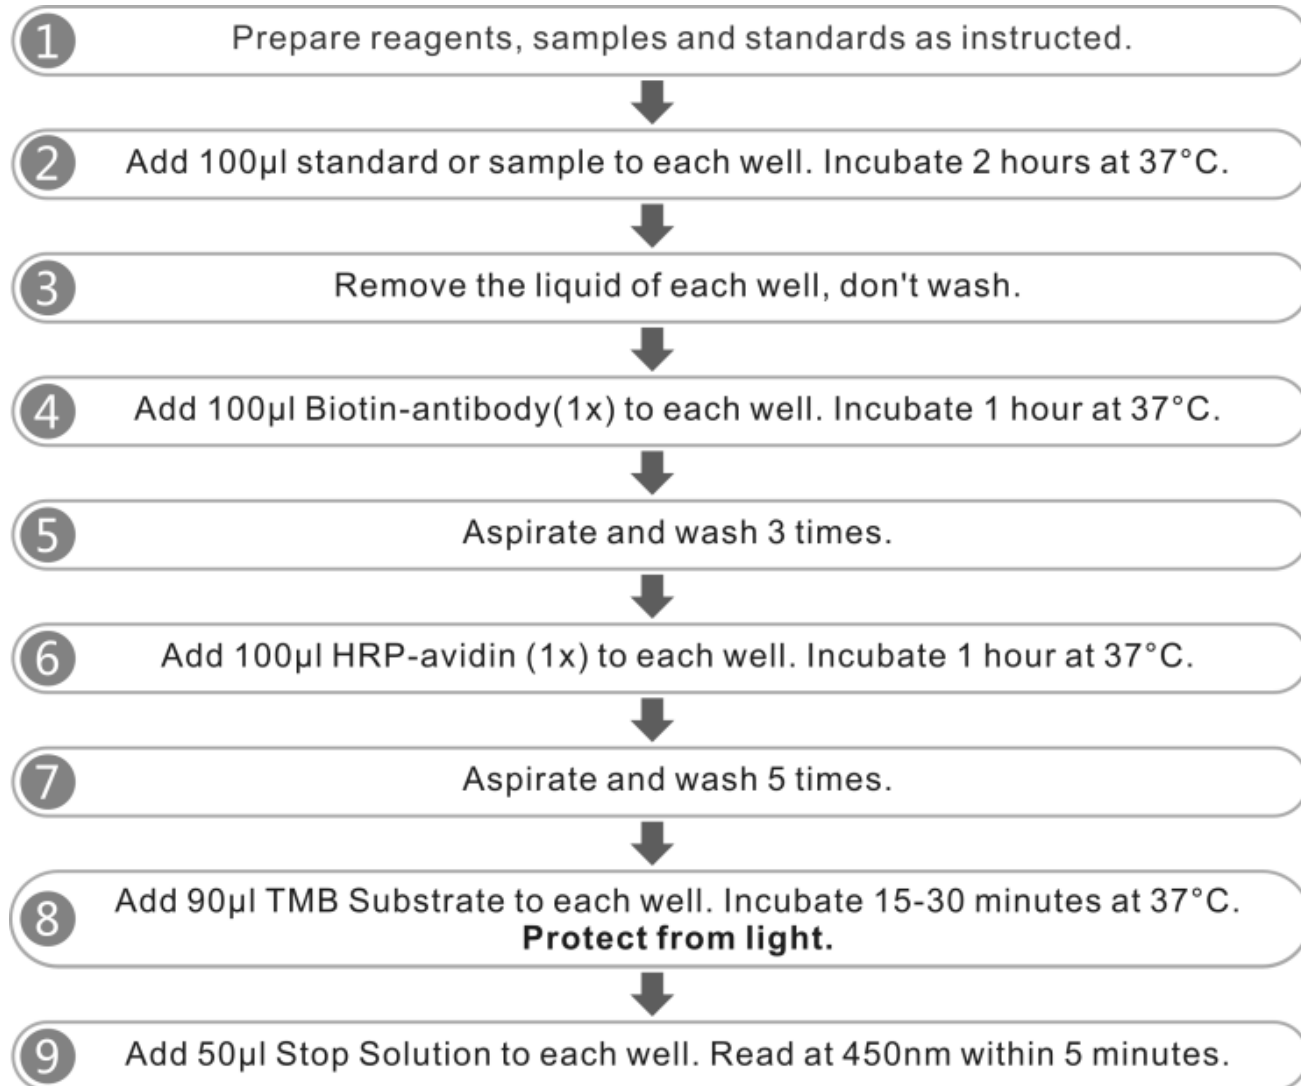 1 Prepare reagents, samples and standards as instructed.
2 Add 100μl standard or sample to each well. Incubate 2 hours at 37°C.
3 Remove the liquid of each well, don't wash.
4 Add 100μl Biotin-antibody(1x) to each well. Incubate 1 hour at 37°C.
5 Aspirate and wash 3 times.
6 Add 100μl HRP-avidin (1x) to each well. Incubate 1 hour at 37°C.
7 Aspirate and wash 5 times.
8 Add 90μl TMB Substrate to each well. Incubate 15-30 minutes at 37°C.
Protect from light.
9 Add 50μl Stop Solution to each well. Read at 450nm within 5 minutes.